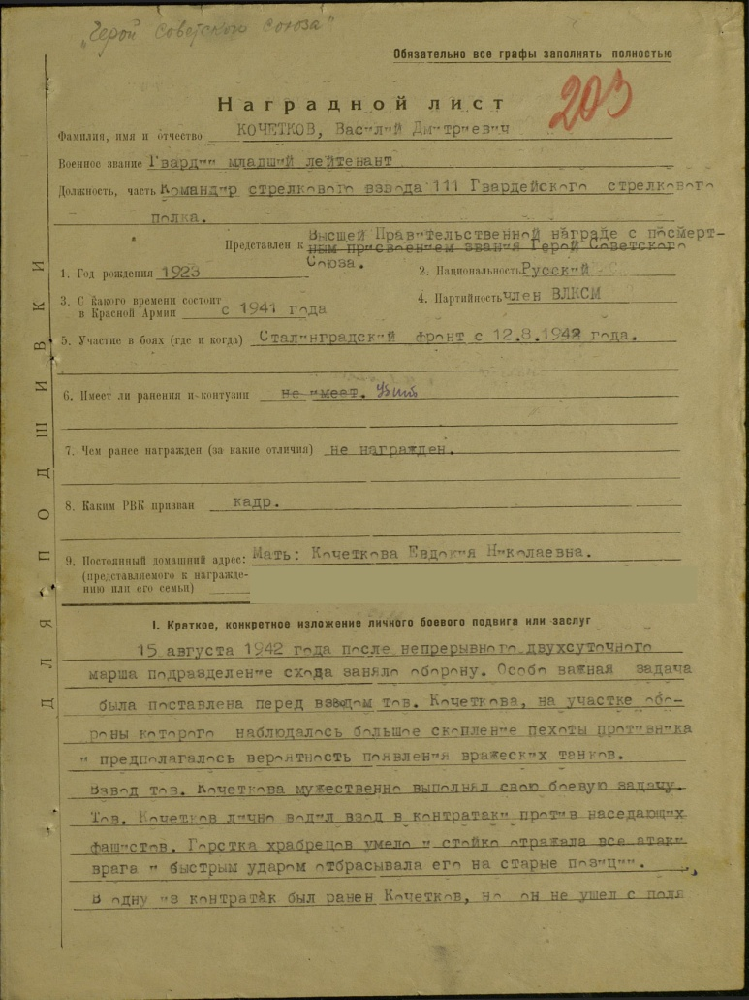 „Герой Советского Союза"
Обязательно все графы заполнять полностью
203
Наградной лист
Фамилия, имя и отчество КОЧЕТКОВ, Василий Дмитриевич
Военное звание Гвардии младший лейтенант
Должность, часть Командир стрелкового взвода 111 Гвардейского стрелкового
полка.
Представлен к Высшей Правительственной награде с посмерт-
ным присвоением звания Герой Советского
Союза.
1. Год рождения 1923 2. Национальность Русский
3. С какого времени состоит
в Красной Армии с 1941 года 4. Партийность член ВЛКСМ
5. Участие в боях (где и когда) Сталинградский фронт с 12.8.1942 года.
6. Имеет ли ранения и контузии не имеет. Убит
7. Чем ранее награжден (за какие отличия) не награжден.
8. Каким РВК призван кадр.
9. Постоянный домашний адрес: Мать: Кочеткова Евдокия Николаевна.
(представляемого к награжде-
нию или его семьи)
I. Краткое, конкретное изложение личного боевого подвига или заслуг
15 августа 1942 года после непрерывного двухсуточного
марша подразделение схода заняло оборону. Особо важная задача
была поставлена перед взводом тов. Кочеткова, на участке обо-
роны которого наблюдалось большое скопление пехоты противника
и предполагалось вероятность появления вражеских танков.
Взвод тов. Кочеткова мужественно выполнял свою боевую задачу.
Тов. Кочетков лично водил взод в контратаки против наседающих
фашистов. Горстка храбрецов умело и стойко отражала все атаки
врага и быстрым ударом отбрасывала его на старые позиции.
В одну из контратак был ранен Кочетков, но он не ушел с поля
ДЛЯ ПОДШИВКИ